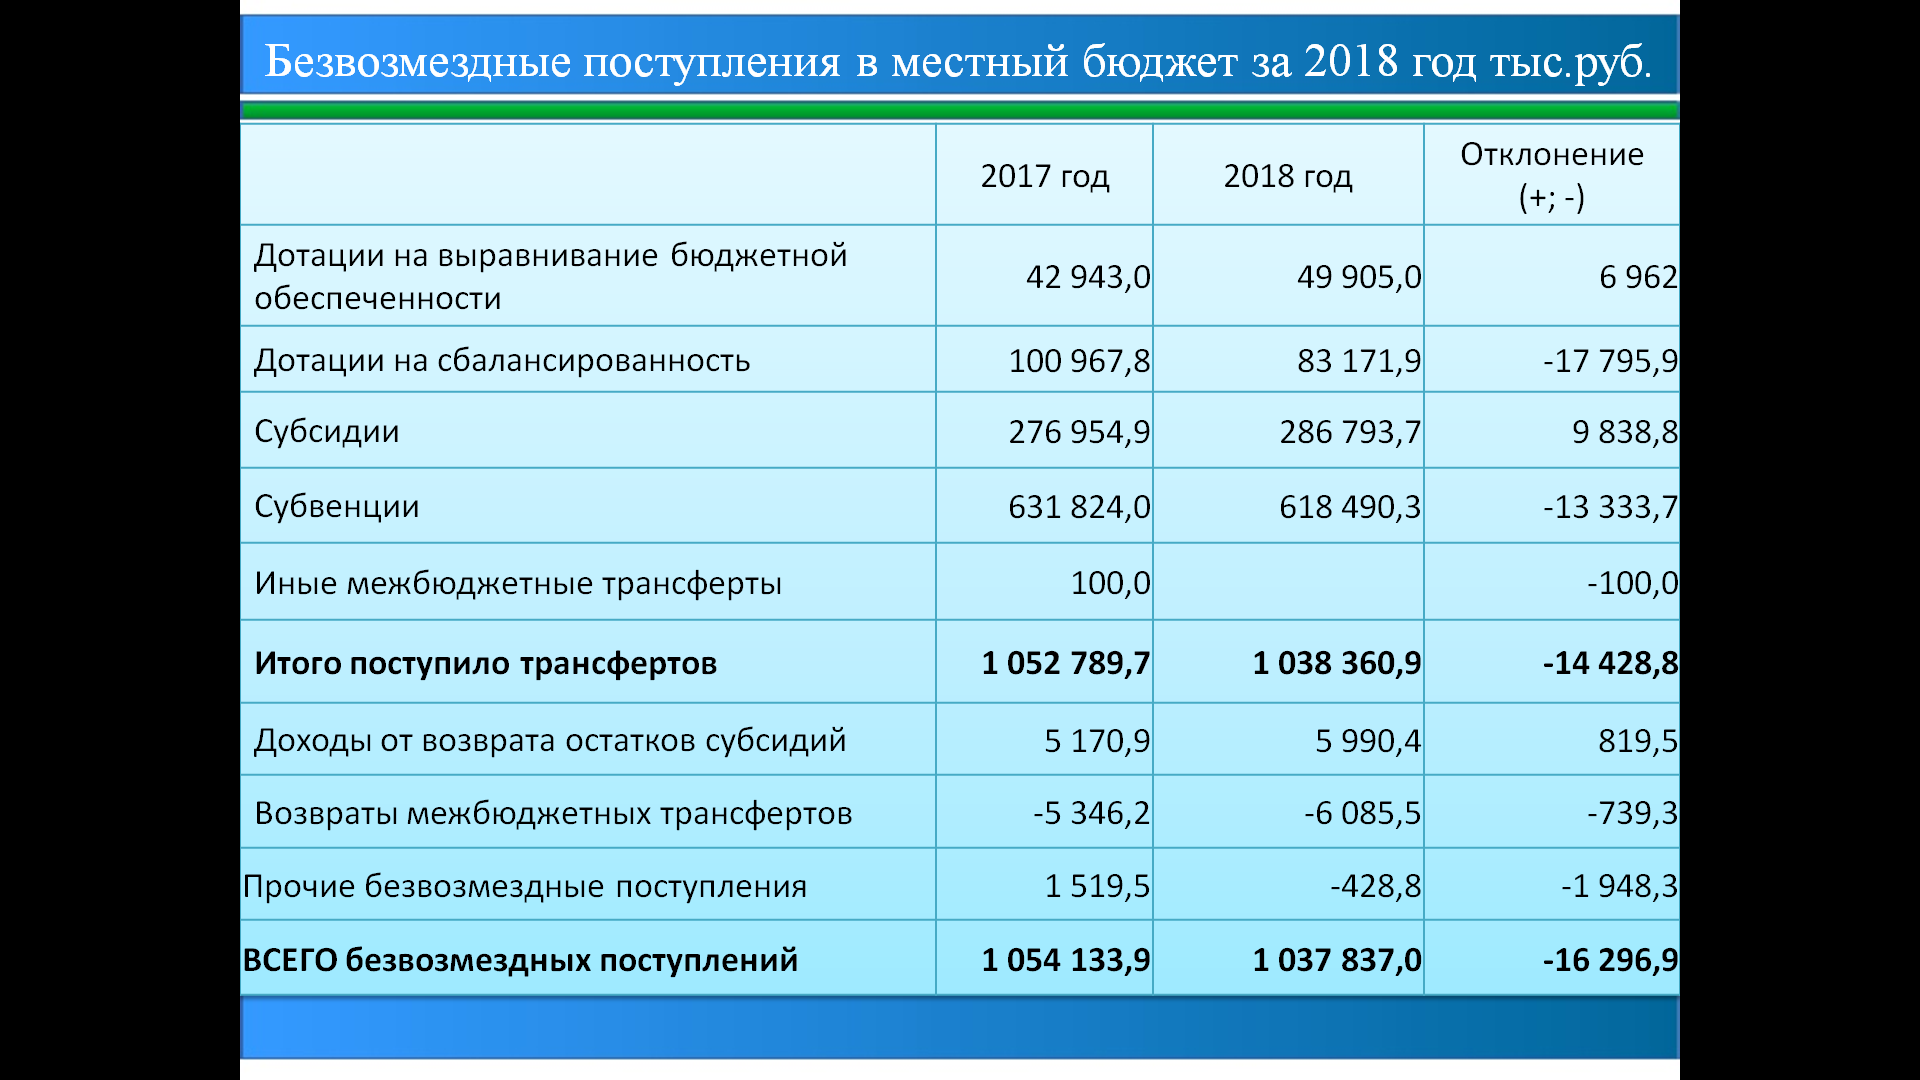 Безвозмездные поступления в местный бюджет за 2018 год тыс.руб.
2017 год 2018 год Отклонение
(+; -)
Дотации на выравнивание бюджетной
обеспеченности 42 943,0 49 905,0 6 962
Дотации на сбалансированность 100 967,8 83 171,9 -17 795,9
Субсидии 276 954,9 286 793,7 9 838,8
Субвенции 631 824,0 618 490,3 -13 333,7
Иные межбюджетные трансферты 100,0 -100,0
Итого поступило трансфертов 1 052 789,7 1 038 360,9 -14 428,8
Доходы от возврата остатков субсидий 5 170,9 5 990,4 819,5
Возвраты межбюджетных трансфертов -5 346,2 -6 085,5 -739,3
Прочие безвозмездные поступления 1 519,5 -428,8 -1 948,3
ВСЕГО безвозмездных поступлений 1 054 133,9 1 037 837,0 -16 296,9